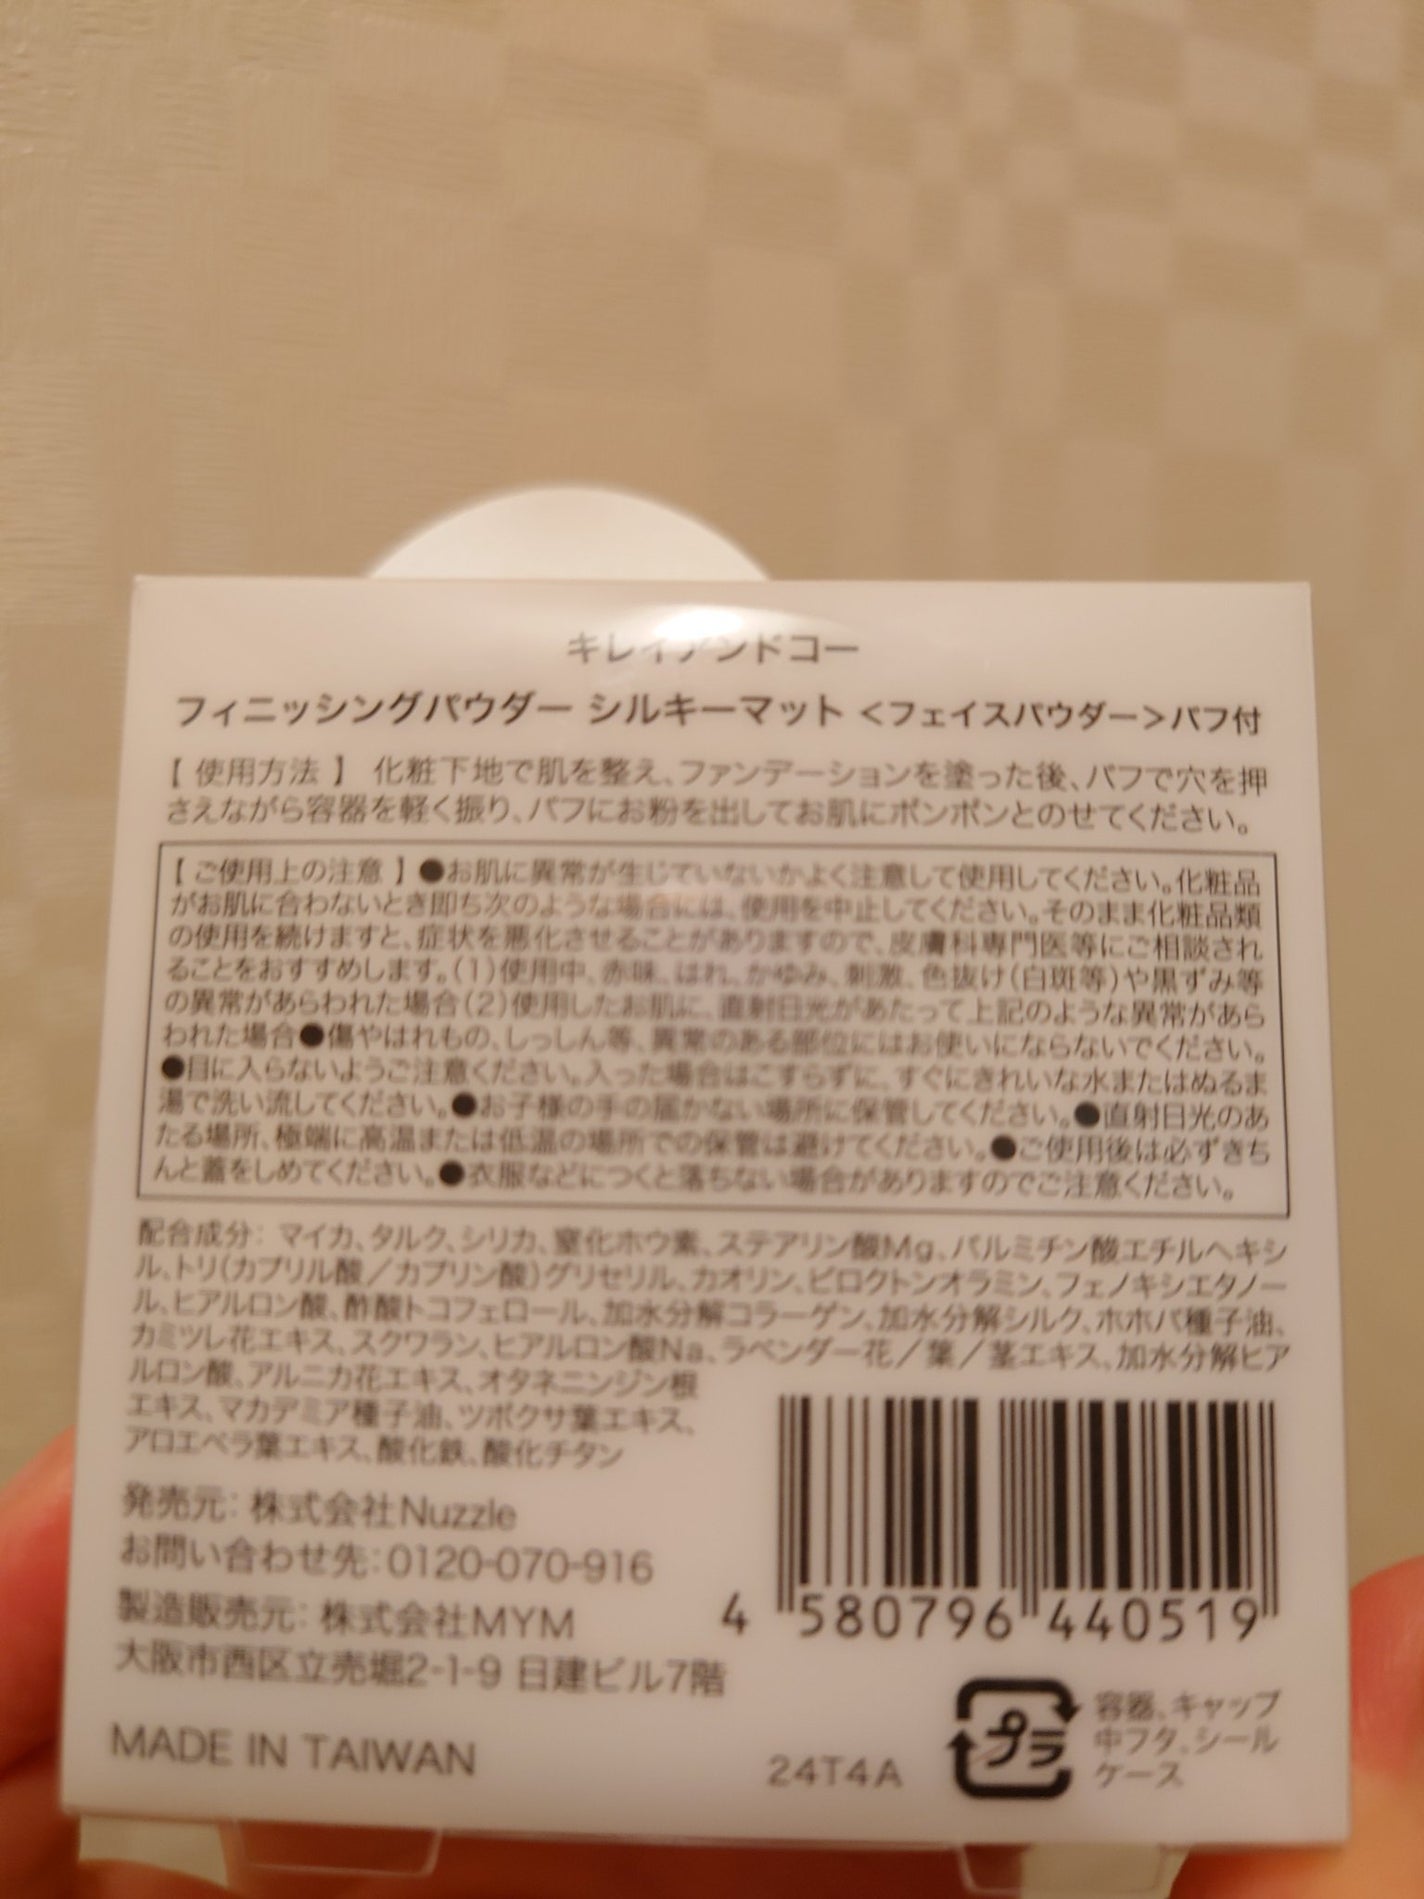 キレイアンドコー
フィニッシングパウダー シルキーマット <フェイスパウダー>パフ付
【 使用方法 】 化粧下地で肌を整え、ファンデーションを塗った後、パフで穴を押
さえながら容器を軽く振り、パフにお粉を出してお肌にポンポンとのせてください。
【 ご使用上の注意 】●お肌に異常が生じていないかよく注意して使用してください。化粧品
がお肌に合わないとき即ち次のような場合には、使用を中止してください。そのまま化粧品類
の使用を続けますと、症状を悪化させることがありますので、皮膚科専門医等にご相談され
ることをおすすめします。(1)使用中、赤味、はれ、かゆみ、刺激、色抜け(白斑等)や黒ずみ等
の異常があらわれた場合(2)使用したお肌に、直射日光があたって上記のような異常があら
われた場合●傷やはれもの、しっしん等、異常のある部位にはお使いにならないでください。
●目に入らないようご注意ください。入った場合はこすらずに、すぐにきれいな水またはぬるま
湯で洗い流してください。●お子様の手の届かない場所に保管してください。●直射日光のあ
たる場所、極端に高温または低温の場所での保管は避けてください。●ご使用後は必ずきち
んと蓋をしめてください。●衣服などにつくと落ちない場合がありますのでご注意ください。
配合成分: マイカ、タルク、シリカ、窒化ホウ素、ステアリン酸Mg、パルミチン酸エチルヘキシ
ル、トリ(カプリル酸/カプリン酸)グリセリル、カオリン、ピロクトンオラミン、フェノキシエタノー
ル、ヒアルロン酸、酢酸トコフェロール、加水分解コラーゲン、加水分解シルク、ホホバ種子油、
カミツレ花エキス、スクワラン、ヒアルロン酸Na、ラベンダー花/葉/茎エキス、加水分解ヒア
ルロン酸、アルニカ花エキス、オタネニンジン根
エキス、マカデミア種子油、ツボクサ葉エキス、
アロエベラ葉エキス、酸化鉄、酸化チタン
発売元: 株式会社Nuzzle
お問い合わせ先:0120-070-916
製造販売元: 株式会社MYM
大阪市西区立売堀2-1-9 日建ビル7階
MADE IN TAIWAN
4 580796 440519
24T4A
プラ
容器、キャップ
中フタ、シール
ケース